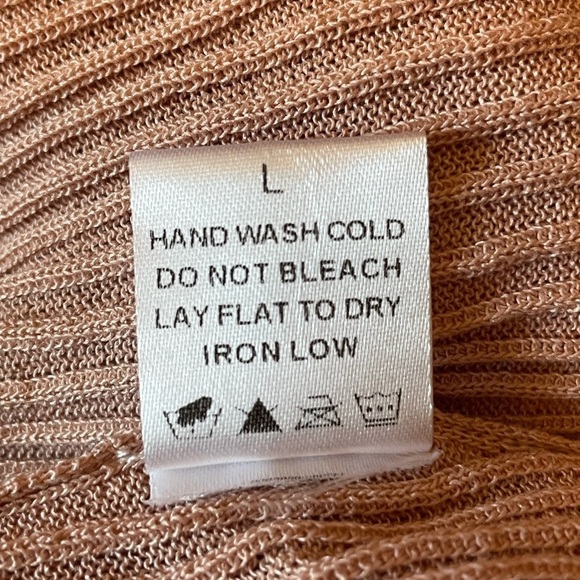 L
HAND WASH COLD
DO NOT BLEACH
LAY FLAT TO DRY
IRON LOW